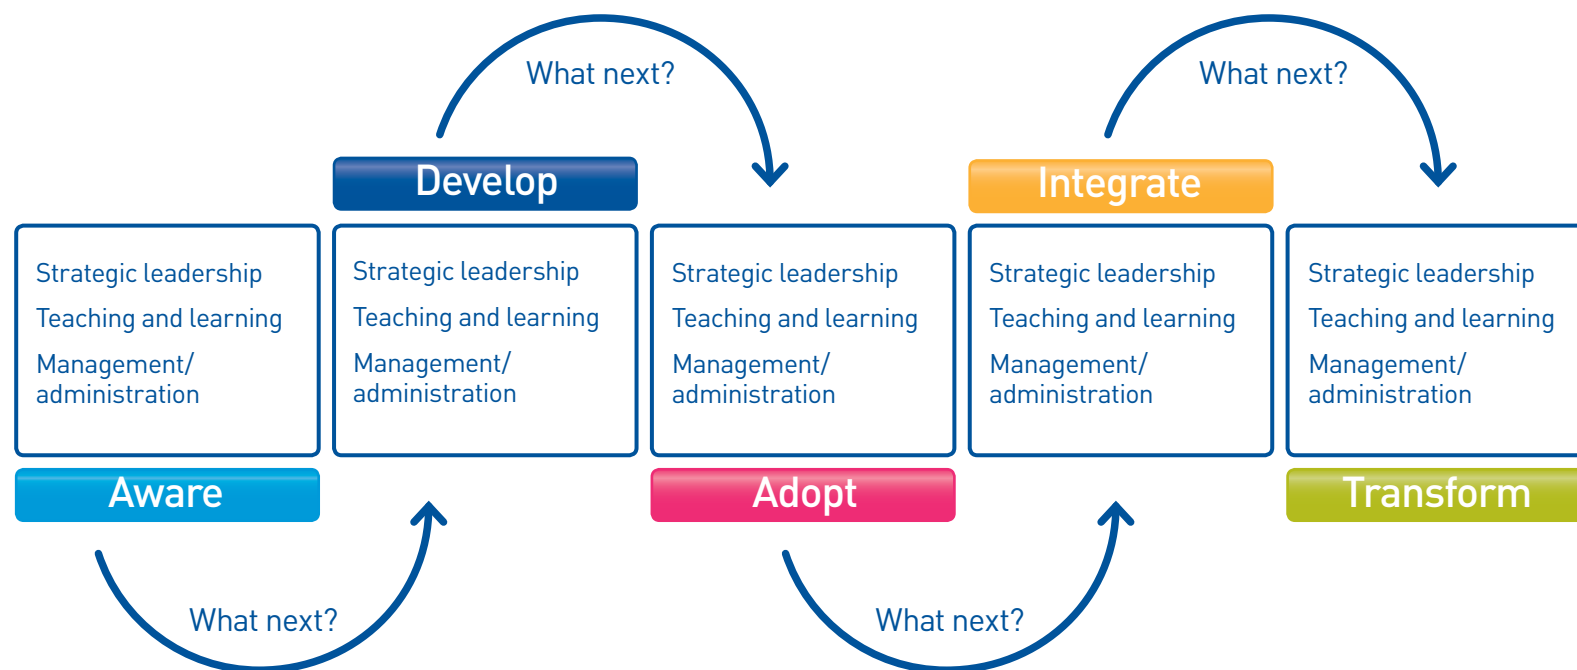 What next?
What next?
Develop
Integrate
Strategic leadership
Teaching and learning
Management/
administration
Strategic leadership
Teaching and learning
Management/
administration
Strategic leadership
Teaching and learning
Management/
administration
Strategic leadership
Teaching and learning
Management/
administration
Strategic leadership
Teaching and learning
Management/
administration
Aware
Adopt
Transform
What next?
What next?